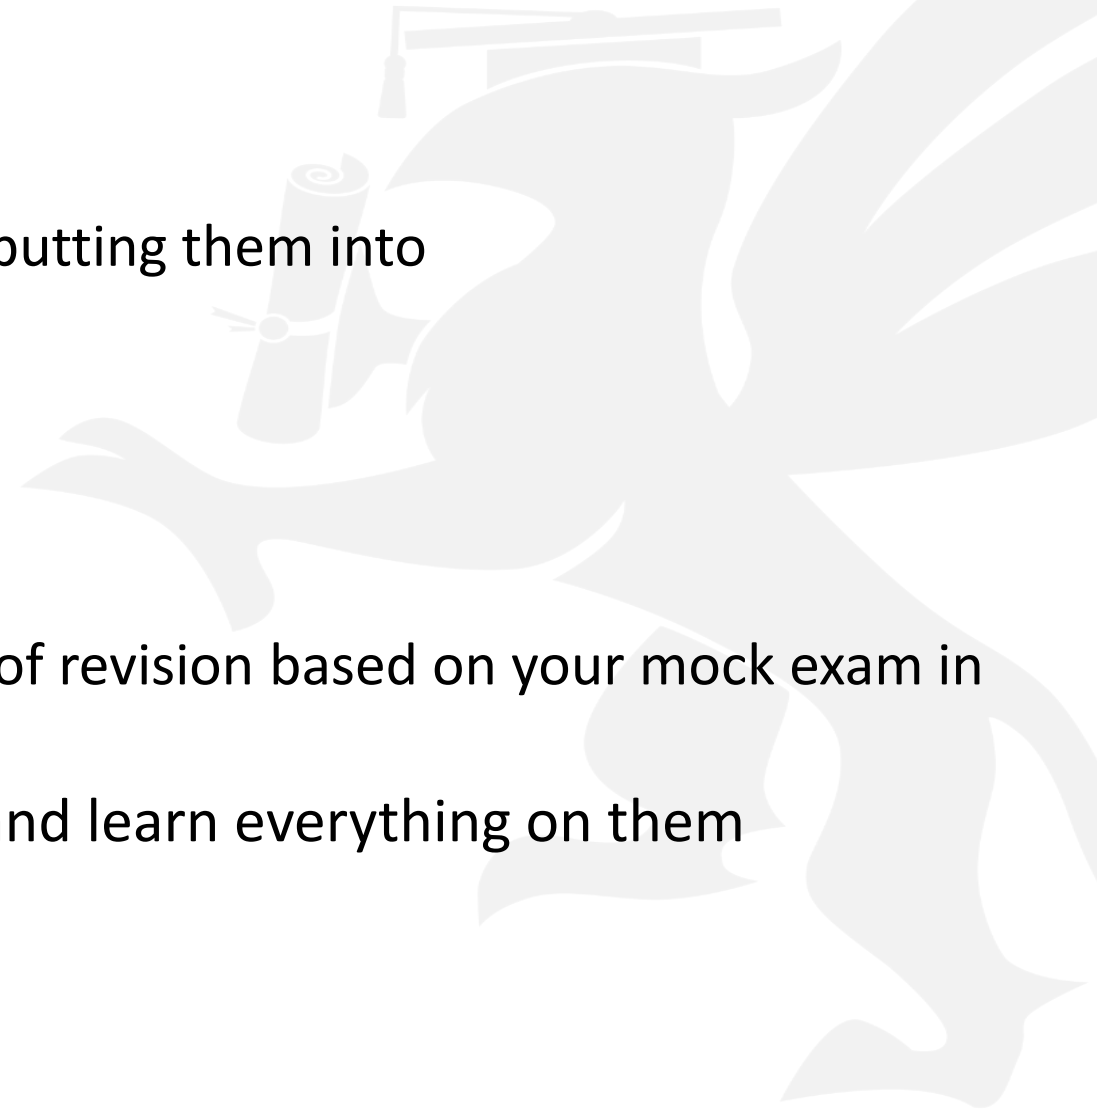 putting them into
of revision based on your mock exam in
nd learn everything on them